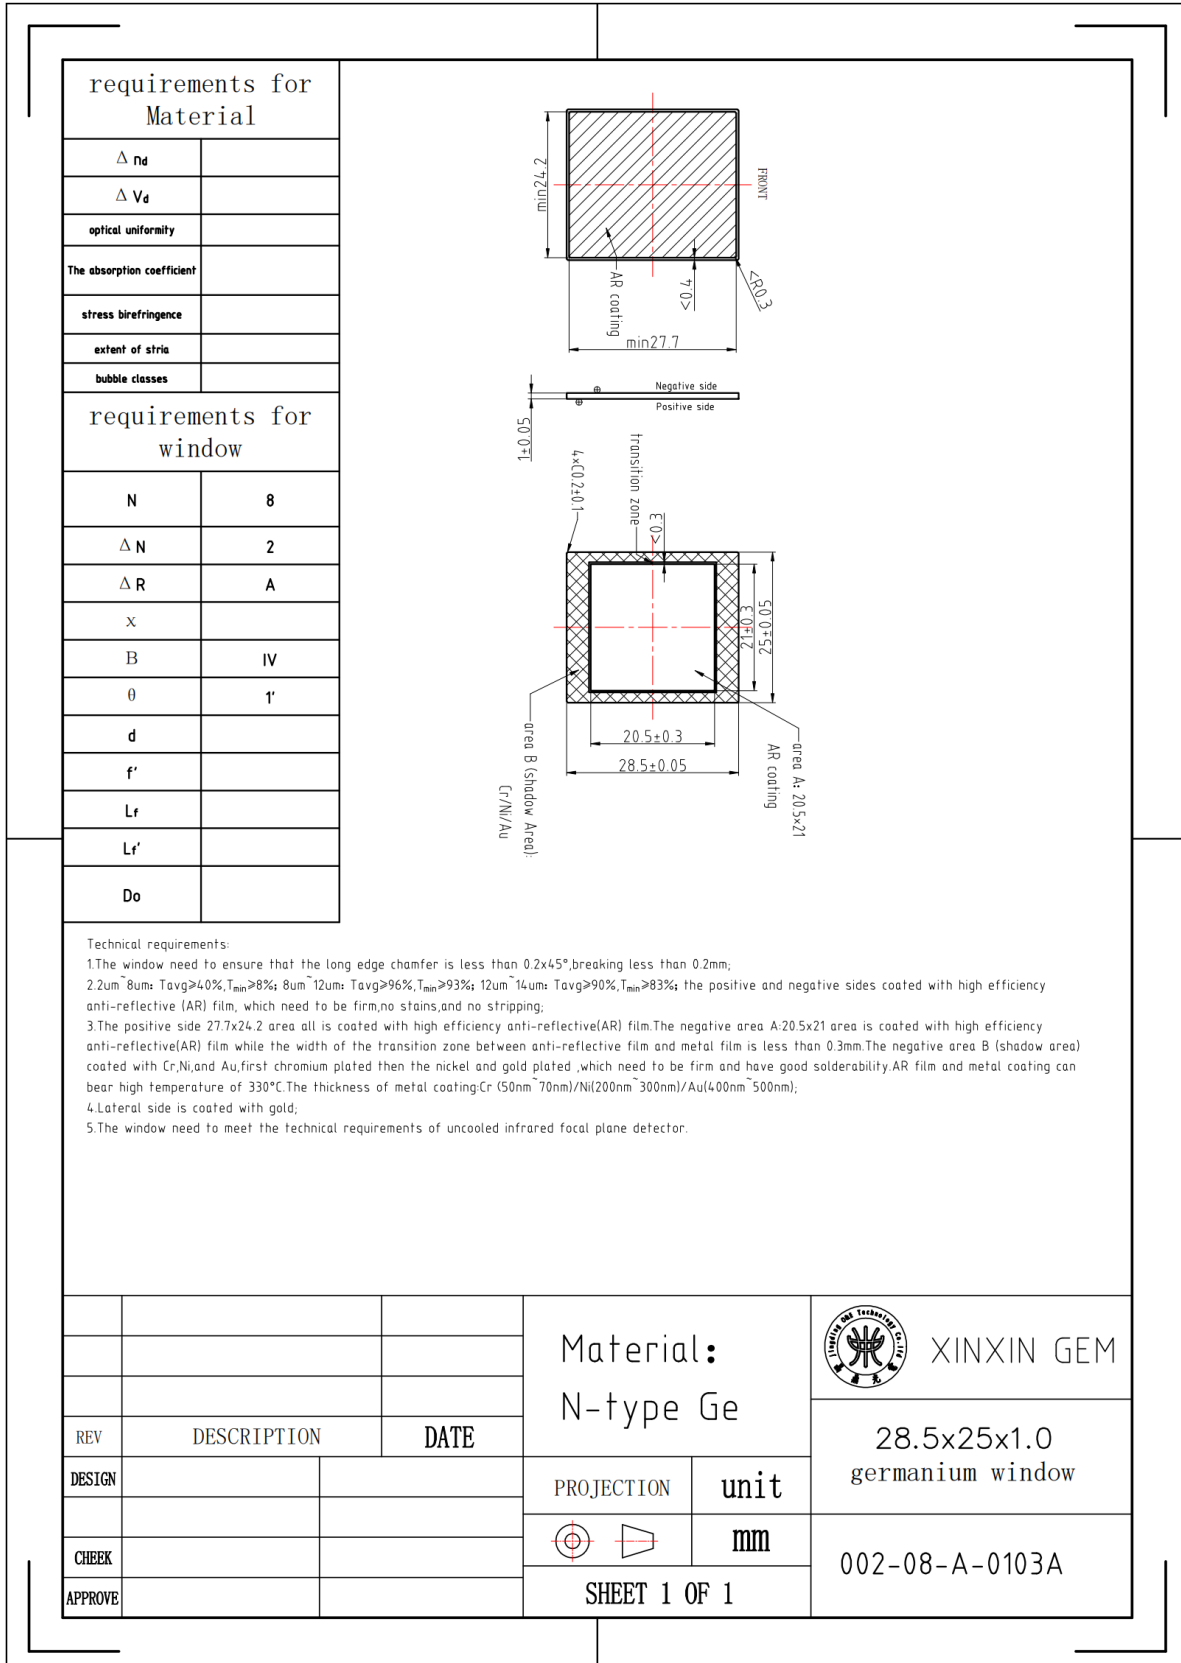 requirements for
Material
Δ nd
Δ Vd
optical uniformity
The absorption coefficient
stress birefringence
extent of stria
bubble classes
requirements for
window
N 8
Δ N 2
Δ R A
x
B IV
θ 1'
d
f'
Lf
Lf'
Do
min24.2
FRONT
AR coating
<0.4
<R0.3
min27.7
Negative side
Positive side
1±0.05
4xC0.2±0.1
transition zone
<0.3
21±0.3
25±0.05
20.5±0.3
28.5±0.05
area B (shadow Area):
Cr/Ni/Au
area A: 20.5x21
AR coating
Technical requirements:
1.The window need to ensure that the long edge chamfer is less than 0.2x45°,breaking less than 0.2mm;
2.2um~8um: Tavg≥40%,Tmin≥8%; 8um~12um: Tavg≥96%,Tmin≥93%; 12um~14um: Tavg≥90%,Tmin≥83%; the positive and negative sides coated with high efficiency
anti-reflective (AR) film, which need to be firm,no stains,and no stripping;
3.The positive side 27.7x24.2 area all is coated with high efficiency anti-reflective(AR) film.The negative area A:20.5x21 area is coated with high efficiency
anti-reflective(AR) film while the width of the transition zone between anti-reflective film and metal film is less than 0.3mm.The negative area B (shadow area)
coated with Cr,Ni,and Au,first chromium plated then the nickel and gold plated ,which need to be firm and have good solderability.AR film and metal coating can
bear high temperature of 330°C.The thickness of metal coating:Cr (50nm~70nm)/Ni(200nm~300nm)/Au(400nm~500nm);
4.Lateral side is coated with gold;
5.The window need to meet the technical requirements of uncooled infrared focal plane detector.
REV DESCRIPTION DATE
DESIGN
CHEEK
APPROVE
Material:
N-type Ge
PROJECTION unit
mm
SHEET 1 OF 1
XINXIN GEM
28.5x25x1.0
germanium window
002-08-A-0103A